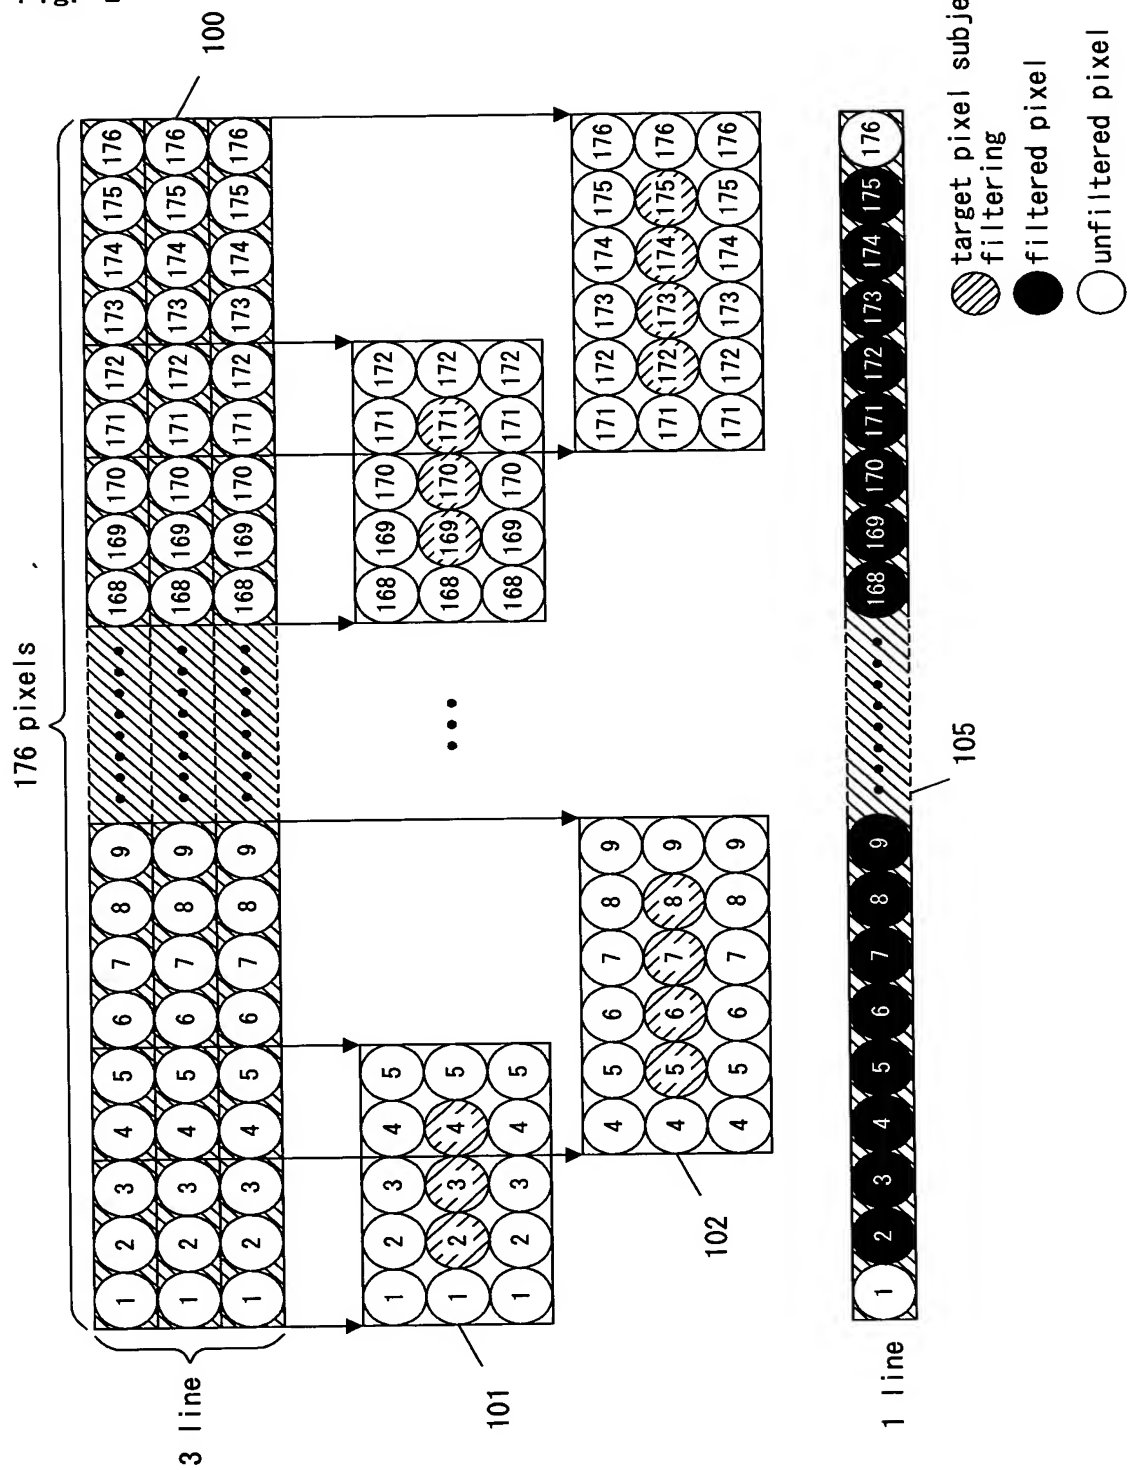 176 pixels
100
3 line
1 2 3 4 5 6 7 8 9 168 169 170 171 172 173 174 175 176
1 2 3 4 5 6 7 8 9 168 169 170 171 172 173 174 175 176
1 2 3 4 5 6 7 8 9 168 169 170 171 172 173 174 175 176
101
1 2 3 4 5 168 169 170 171 172
1 2 3 4 5 168 169 170 171 172
1 2 3 4 5 168 169 170 171 172
102
4 5 6 7 8 9 171 172 173 174 175 176
4 5 6 7 8 9 171 172 173 174 175 176
4 5 6 7 8 9 171 172 173 174 175 176
1 line
1 2 3 4 5 6 7 8 9 168 169 170 171 172 173 174 175 176
105
target pixel
filtering
filtered pixel
unfiltered pixel